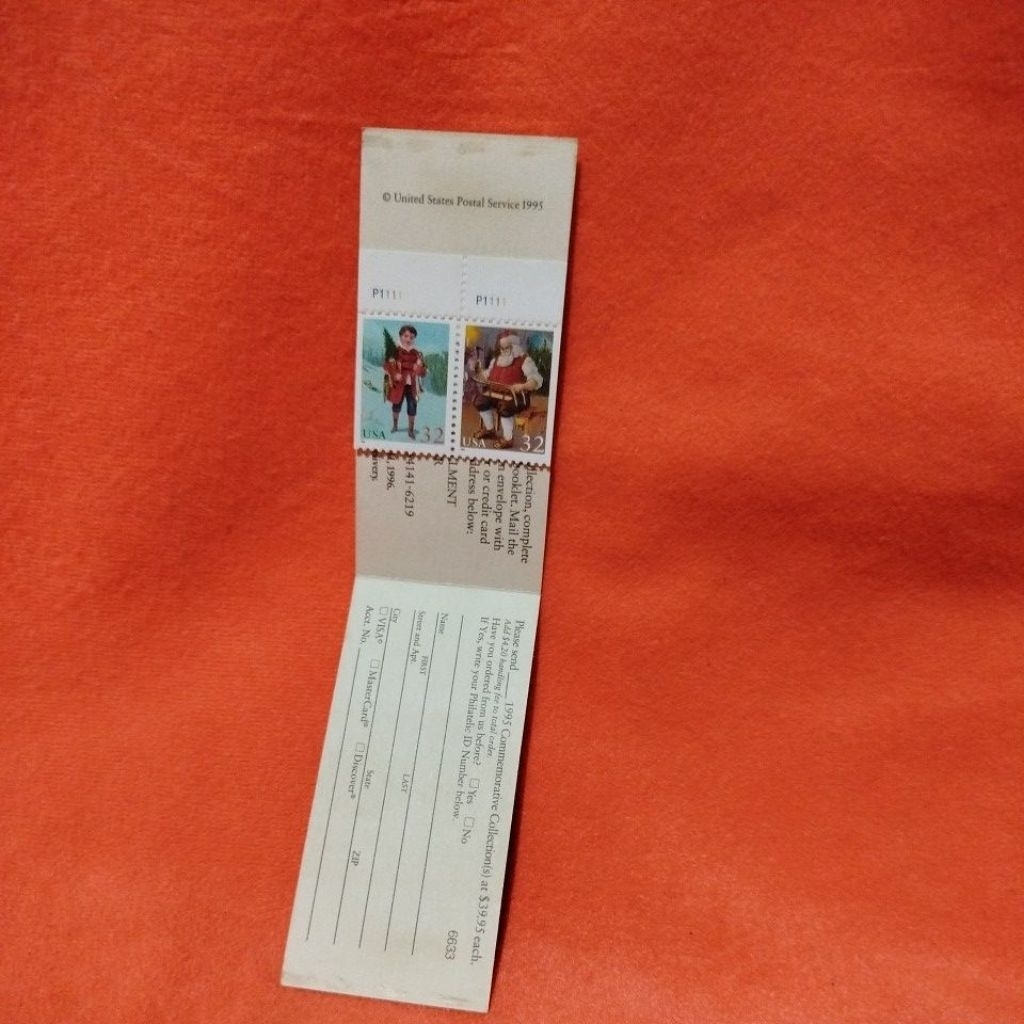 © United States Postal Service 1995
P1111
P1111
USA 32
USA 32
llection, complete
ooklet. Mail the
n envelope with
r or credit card
dress below:
LMENT
R
4141-6219
, 1996.
very.
Please send 1995 Commemorative Collection(s) at $39.95 each.
Add $4.20 handling fee to total order.
Have you ordered from us before? Yes No
If Yes, write your Philatelic ID Number below.
6633
Name
FIRST LAST
Street and Apt.
City State ZIP
VISA® MasterCard® Discover®
Acct. No.